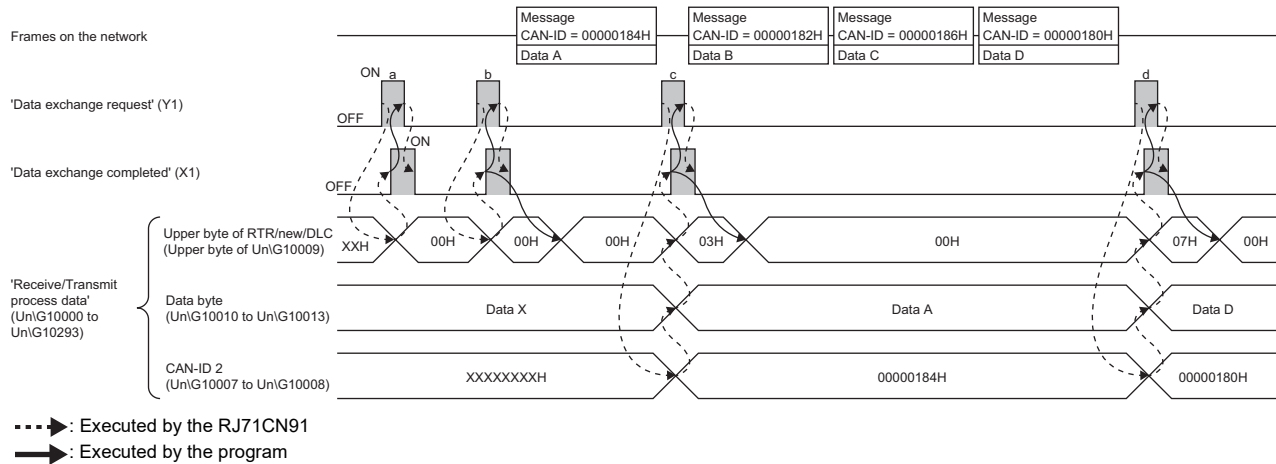 Frames on the network
Message
CAN-ID = 00000184H
Data A
Message
CAN-ID = 00000182H
Data B
Message
CAN-ID = 00000186H
Data C
Message
CAN-ID = 00000180H
Data D
'Data exchange request' (Y1)
ON a b c d
OFF
'Data exchange completed' (X1)
ON
OFF
'Receive/Transmit
process data'
(Un\G10000 to
Un\G10293)
Upper byte of RTR/new/DLC
(Upper byte of Un\G10009)
XXH 00H 00H 00H 03H 00H 07H 00H
Data byte
(Un\G10010 to Un\G10013)
Data X Data A Data D
CAN-ID 2
(Un\G10007 to Un\G10008)
XXXXXXXXH 00000184H 00000180H
: Executed by the RJ71CN91
: Executed by the program